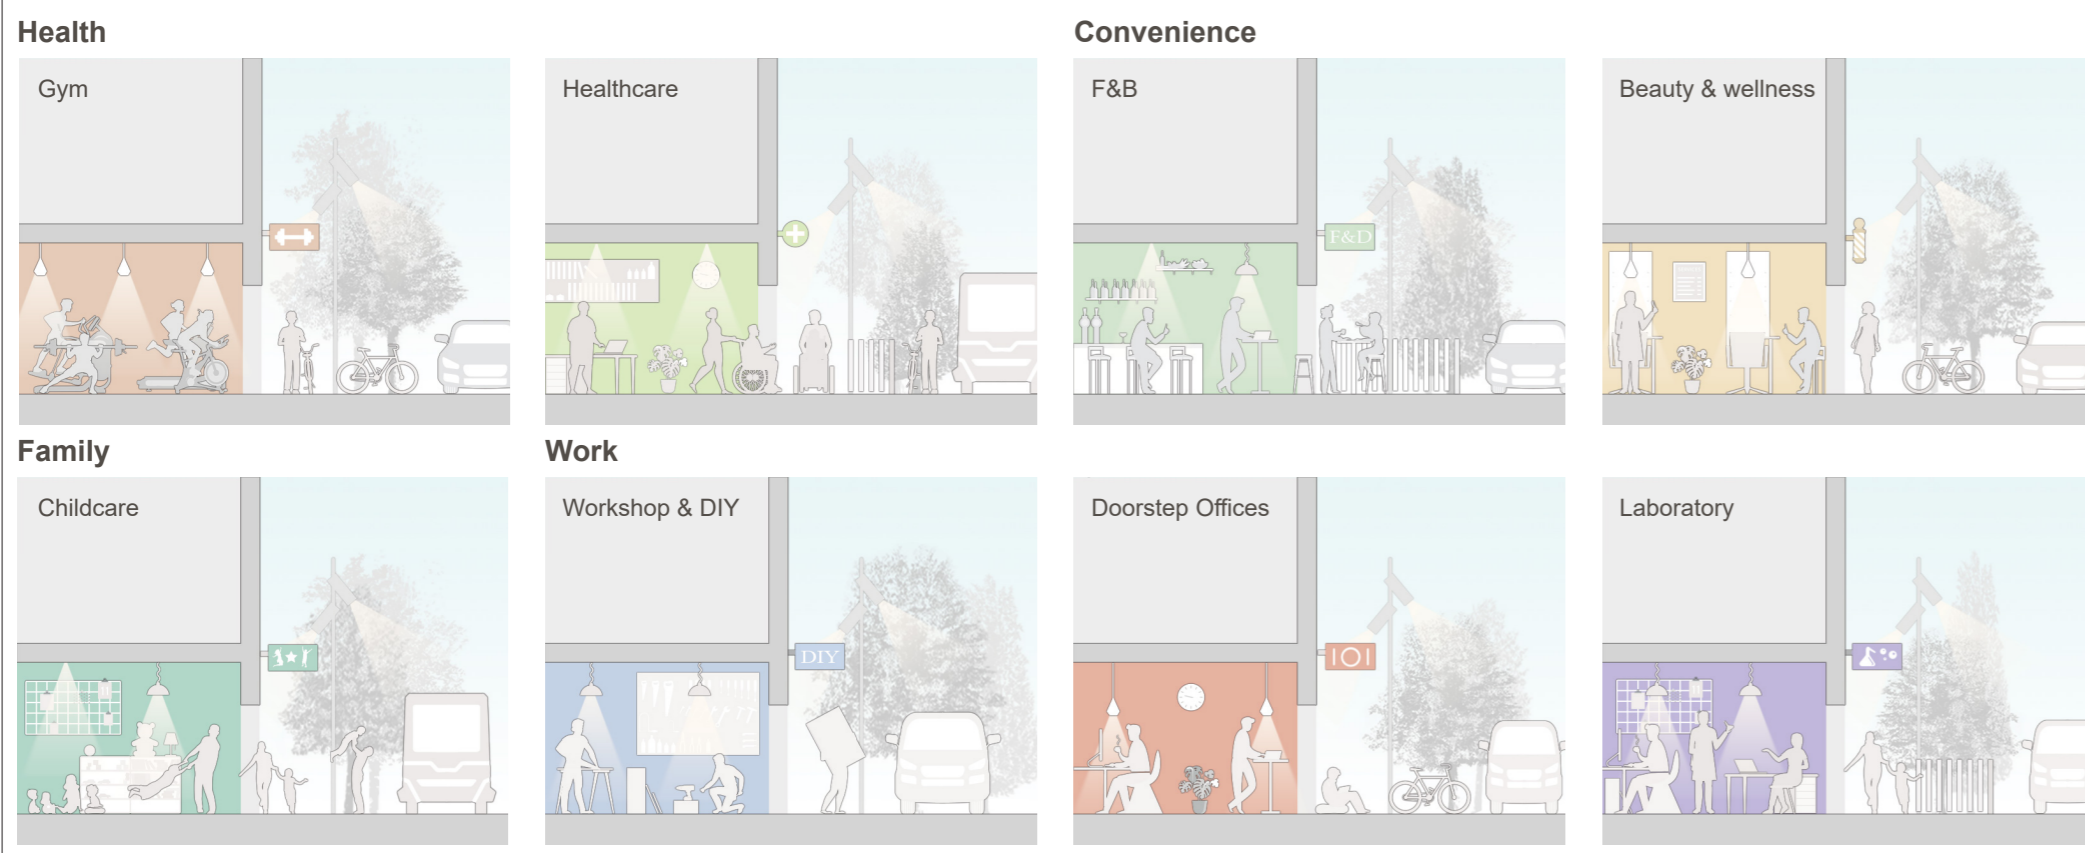 Health
Convenience
Gym
Healthcare
F&B
Beauty & wellness
F&D
Family
Work
Childcare
Workshop & DIY
Doorstep Offices
Laboratory
DIY
IOI